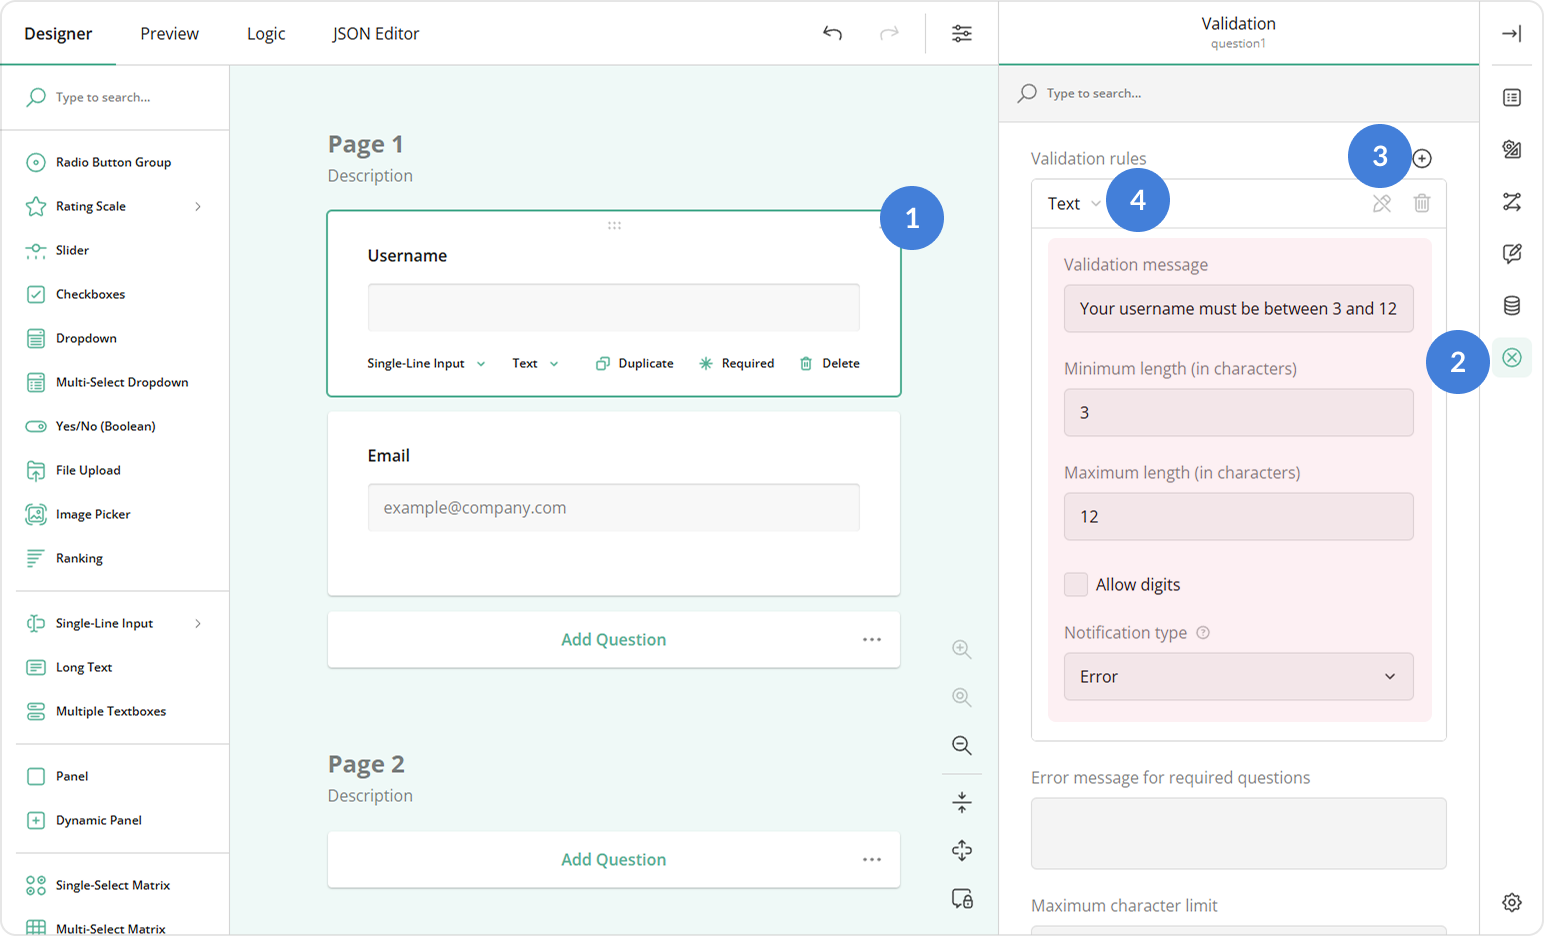 Designer
Preview
Logic
JSON Editor
Validation
question1
Type to search...
Radio Button Group
Rating Scale
Slider
Checkboxes
Dropdown
Multi-Select Dropdown
Yes/No (Boolean)
File Upload
Image Picker
Ranking
Single-Line Input
Long Text
Multiple Textboxes
Panel
Dynamic Panel
Single-Select Matrix
Multi-Select Matrix
Page 1
Description
1
Username
Single-Line Input
Text
Duplicate
Required
Delete
Email
example@company.com
Add Question
Page 2
Description
Add Question
Type to search...
Validation rules
3
Text
4
Validation message
Your username must be between 3 and 12
Minimum length (in characters)
3
2
Maximum length (in characters)
12
Allow digits
Notification type
Error
Error message for required questions
Maximum character limit